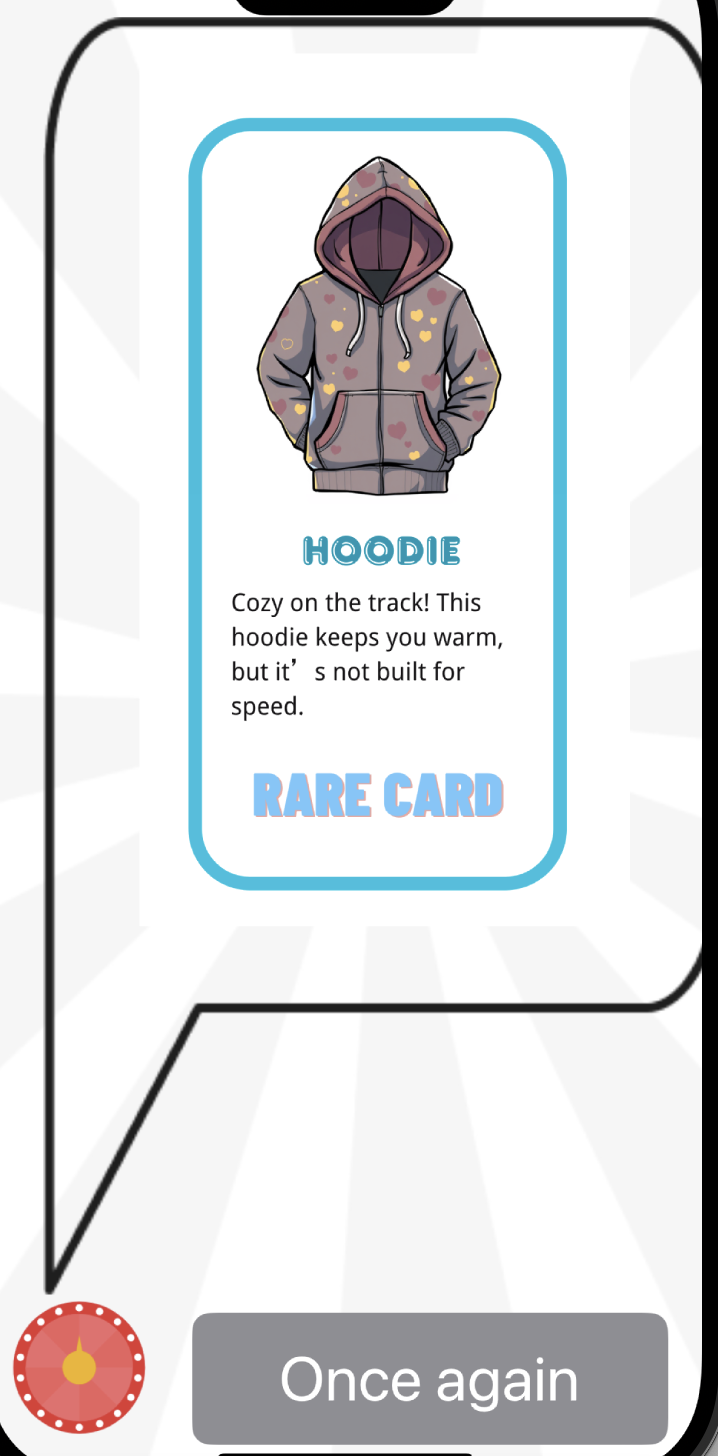 HOODIE
Cozy on the track! This
hoodie keeps you warm,
but it’s not built for
speed.
RARE CARD
Once again